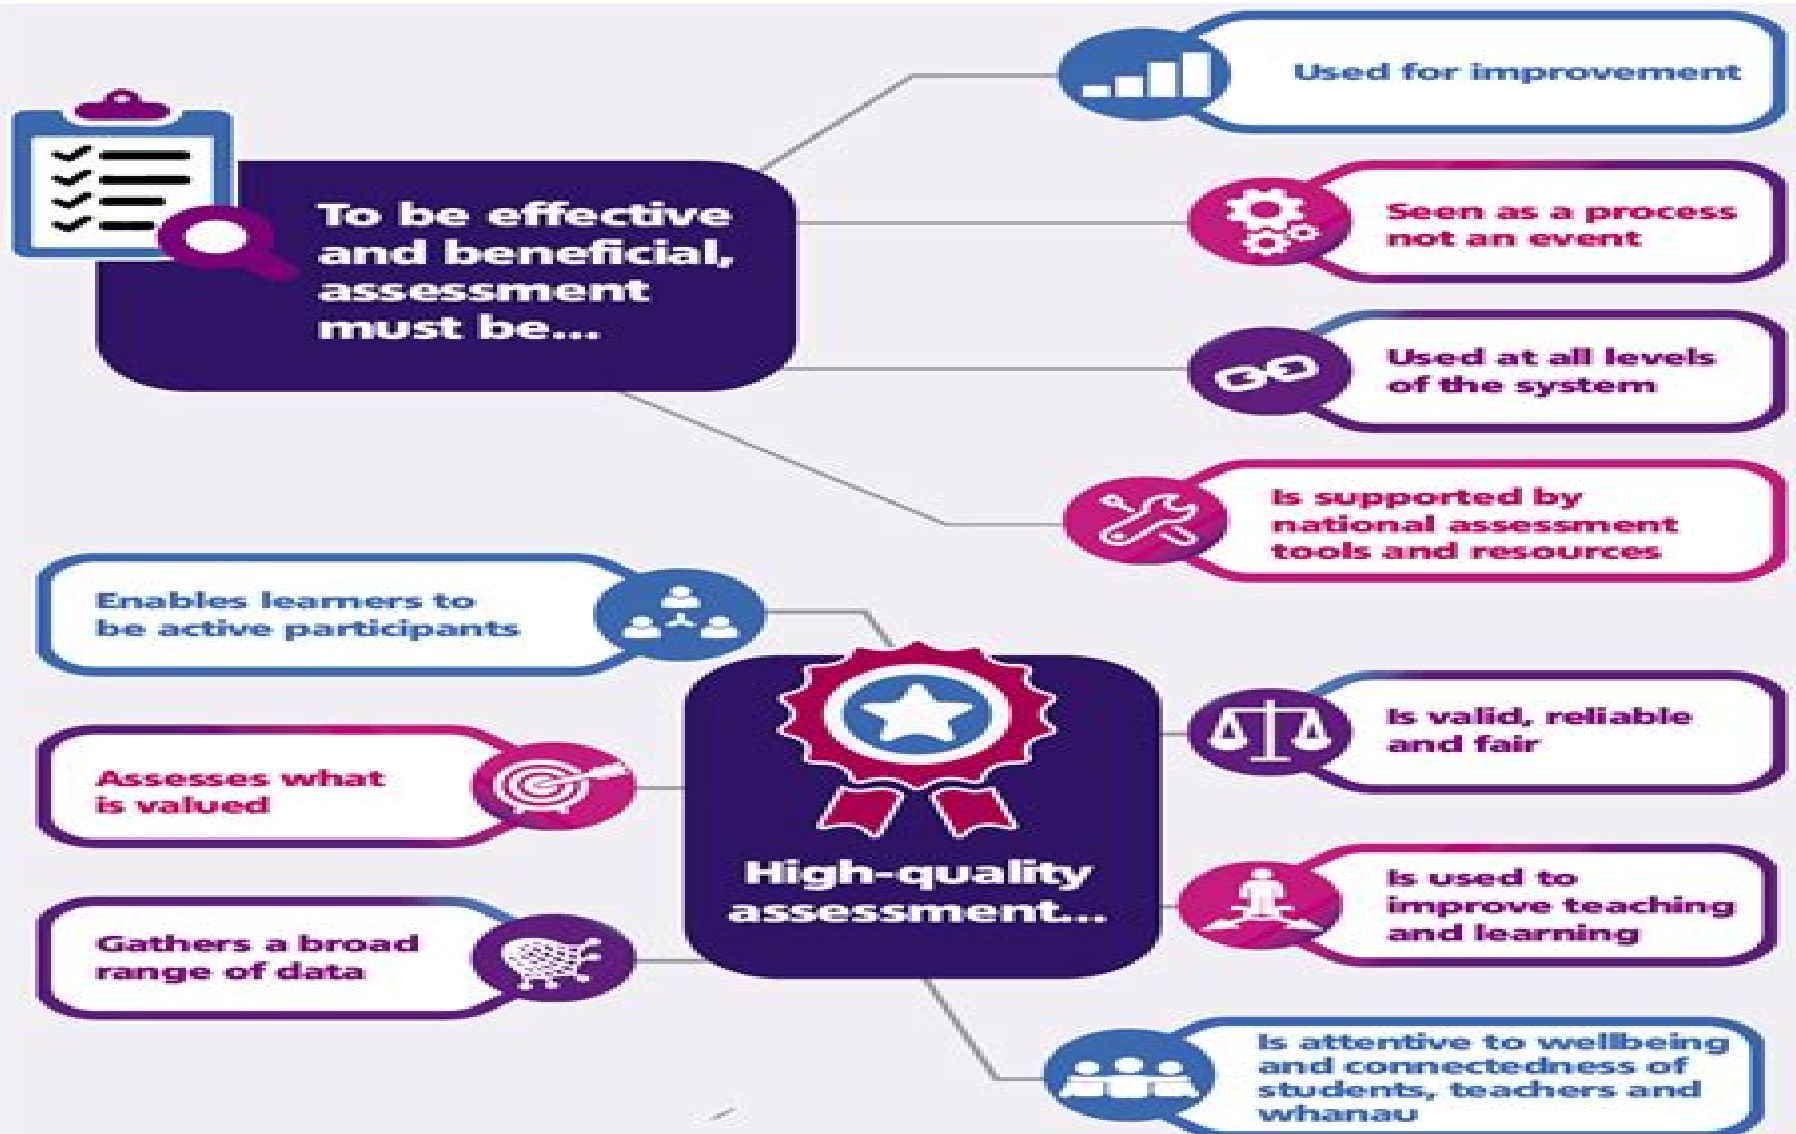 To be effective
and beneficial,
assessment
must be...
Used for improvement
Seen as a process
not an event
Used at all levels
of the system
Is supported by
national assessment
tools and resources
Enables learners to
be active participants
Assesses what
is valued
Gathers a broad
range of data
High-quality
assessment...
Is valid, reliable
and fair
Is used to
improve teaching
and learning
Is attentive to wellbeing
and connectedness of
students, teachers and
whanau